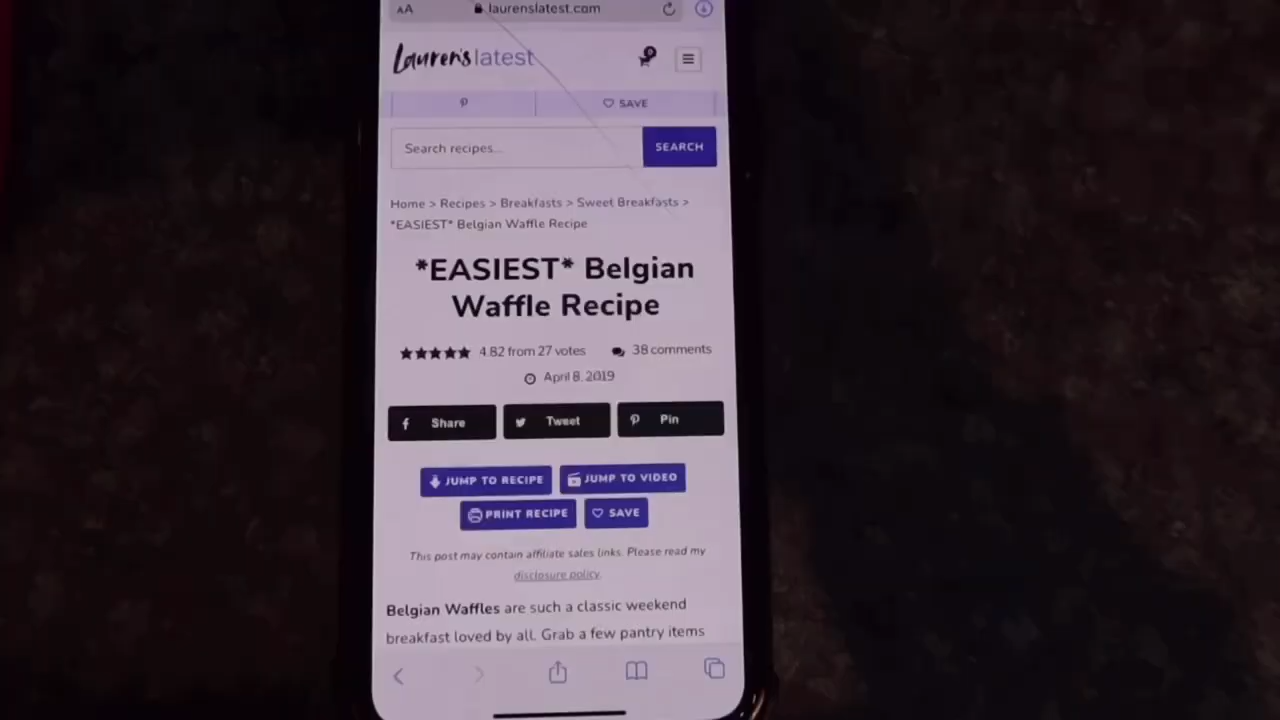 AA laurenslatest.com
Lauren's latest
0
SAVE
Search recipes...
SEARCH
Home > Recipes > Breakfasts > Sweet Breakfasts >
*EASIEST* Belgian Waffle Recipe
*EASIEST* Belgian
Waffle Recipe
4.82 from 27 votes 38 comments
April 8, 2019
Share Tweet Pin
JUMP TO RECIPE JUMP TO VIDEO
PRINT RECIPE SAVE
This post may contain affiliate sales links. Please read my
disclosure policy.
Belgian Waffles are such a classic weekend
breakfast loved by all. Grab a few pantry items